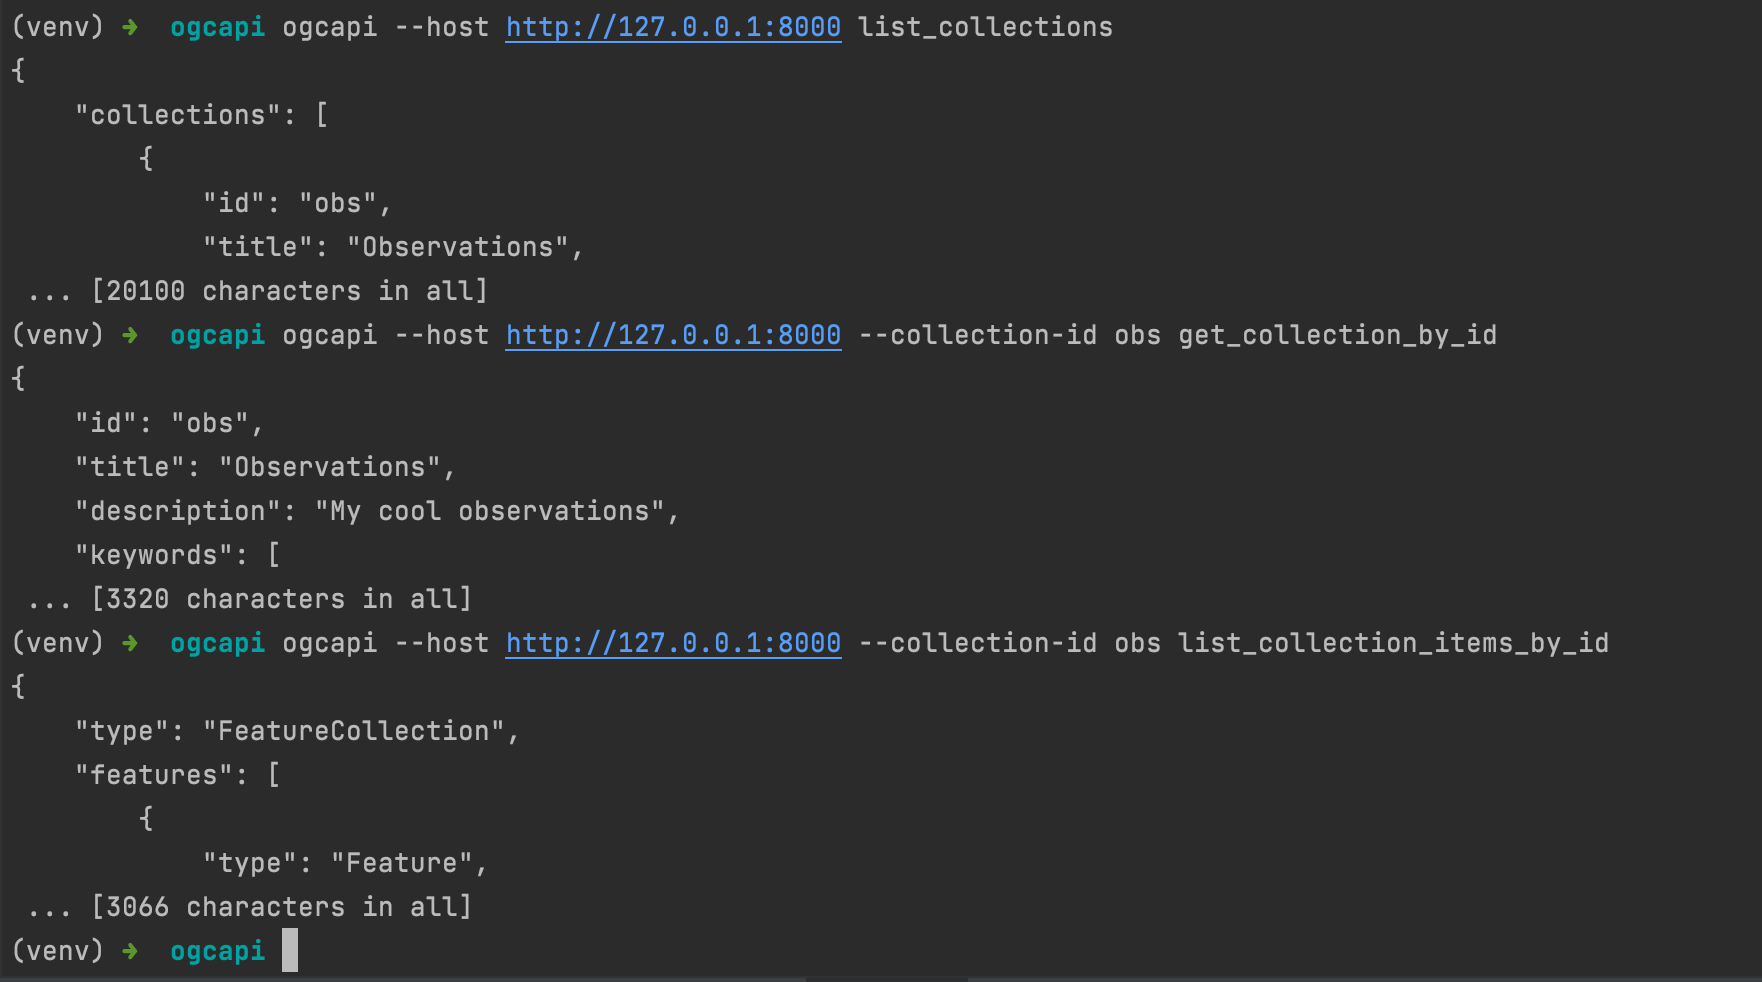 (venv) ➜  ogcapi ogcapi --host http://127.0.0.1:8000 list_collections
{
    "collections": [
        {
            "id": "obs",
            "title": "Observations",
 ... [20100 characters in all]
(venv) ➜  ogcapi ogcapi --host http://127.0.0.1:8000 --collection-id obs get_collection_by_id
{
    "id": "obs",
    "title": "Observations",
    "description": "My cool observations",
    "keywords": [
 ... [3320 characters in all]
(venv) ➜  ogcapi ogcapi --host http://127.0.0.1:8000 --collection-id obs list_collection_items_by_id
{
    "type": "FeatureCollection",
    "features": [
        {
            "type": "Feature",
 ... [3066 characters in all]
(venv) ➜  ogcapi